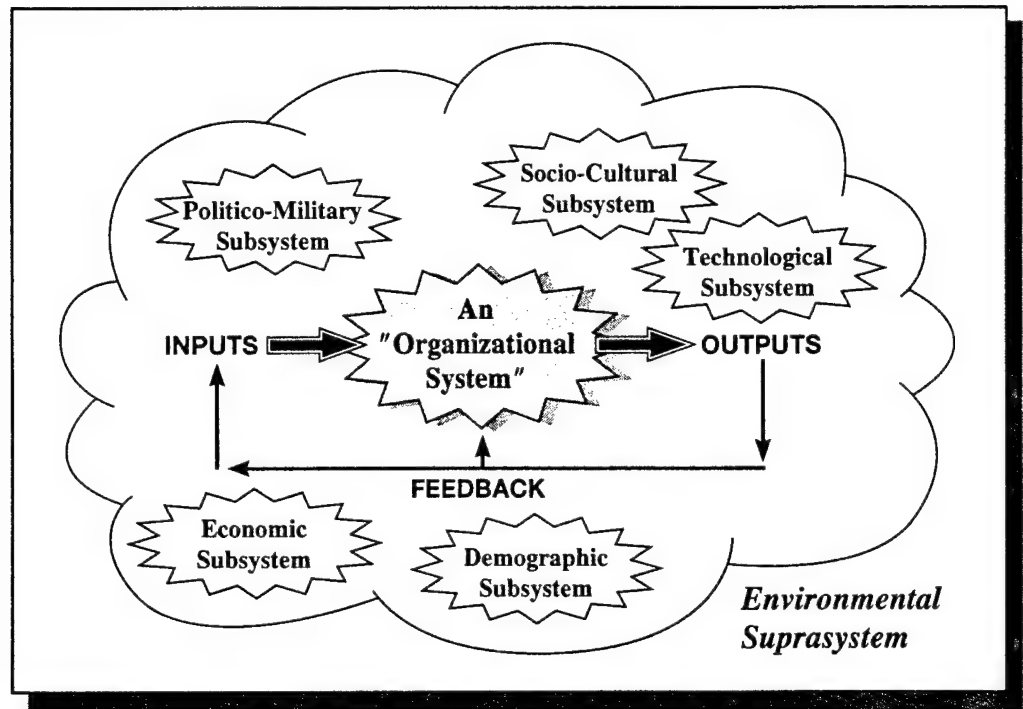 Socio-Cultural
Subsystem
Politico-Military
Subsystem
Technological
Subsystem
An
"Organizational
System"
INPUTS
OUTPUTS
FEEDBACK
Economic
Subsystem
Demographic
Subsystem
Environmental
Suprasystem